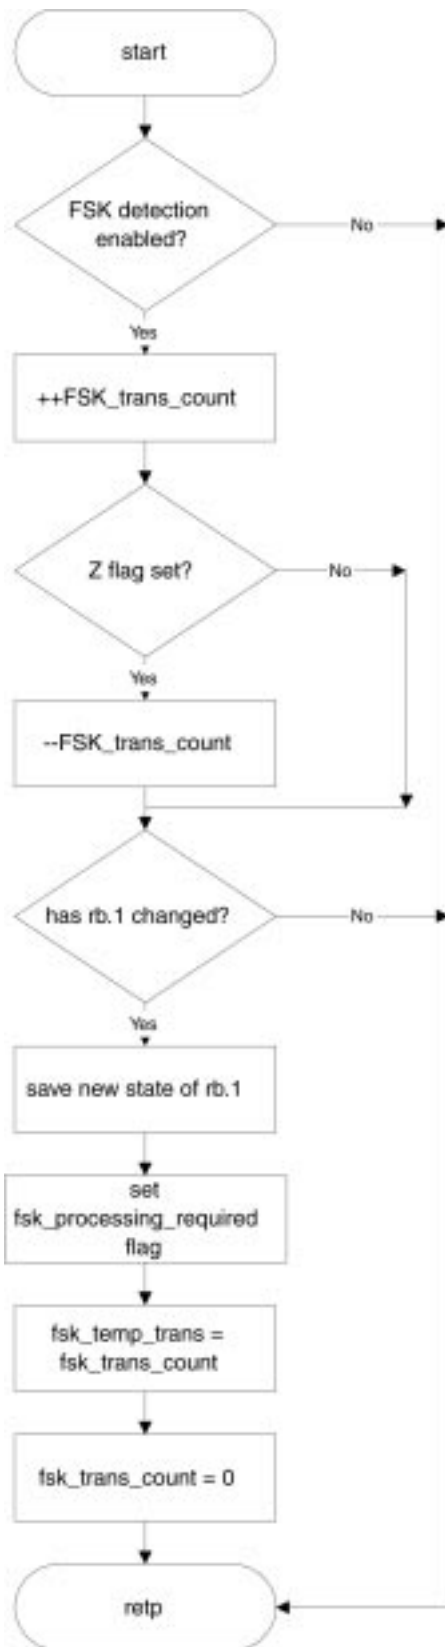 start
FSK detection
enabled?
No
Yes
++FSK_trans_count
Z flag set?
No
Yes
--FSK_trans_count
has rb.1 changed?
No
Yes
save new state of rb.1
set
fsk_processing_required
flag
fsk_temp_trans =
fsk_trans_count
fsk_trans_count = 0
retp